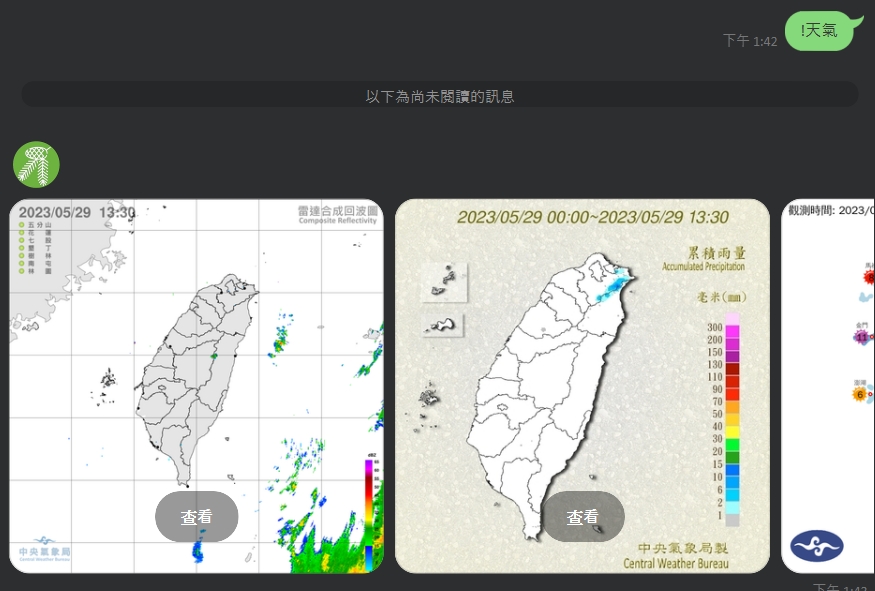 !天氣
下午 1:42
以下為尚未閱讀的訊息
2023/05/29 13:30
五分山
花蓮
七股
墾丁
樹林
南屯
林園
雷達合成回波圖
Composite Reflectivity
dBZ
中央氣象局
Central Weather Bureau
查看
2023/05/29 00:00~2023/05/29 13:30
累積雨量
Accumulated Precipitation
毫米(mm)
300
200
150
130
110
90
70
50
40
30
20
15
10
6
2
1
查看
中央氣象局製
Central Weather Bureau
觀測時間: 2023/0
馬
8
金門
11
澎湖
6
下午 1:42